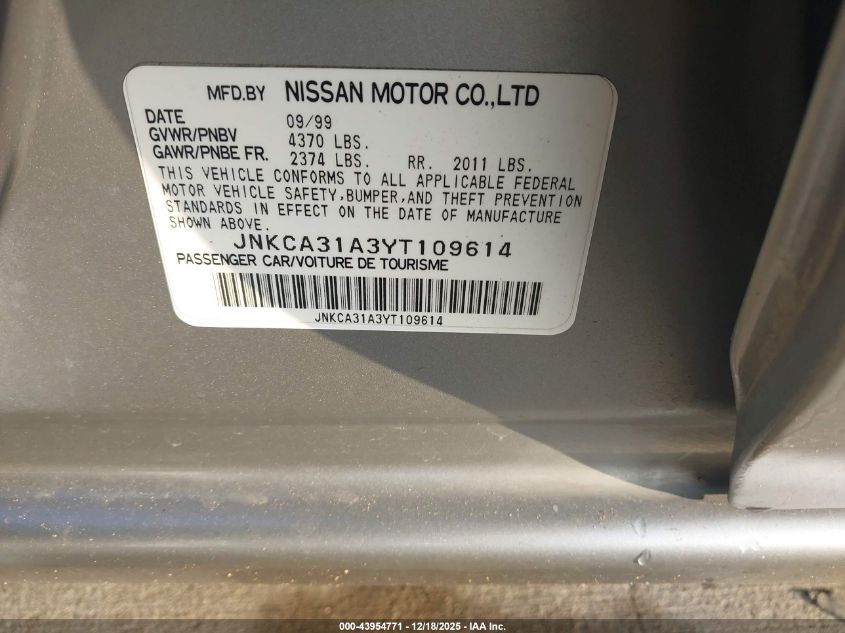 MFD.BY NISSAN MOTOR CO.,LTD
DATE 09/99
GVWR/PNBV 4370 LBS.
GAWR/PNBE FR. 2374 LBS. RR. 2011 LBS.
THIS VEHICLE CONFORMS TO ALL APPLICABLE FEDERAL
MOTOR VEHICLE SAFETY,BUMPER,AND THEFT PREVENTION
STANDARDS IN EFFECT ON THE DATE OF MANUFACTURE
SHOWN ABOVE.
JNKCA31A3YT109614
PASSENGER CAR/VOITURE DE TOURISME
JNKCA31A3YT109614
000-43954771 - 12/18/2025 - IAA Inc.